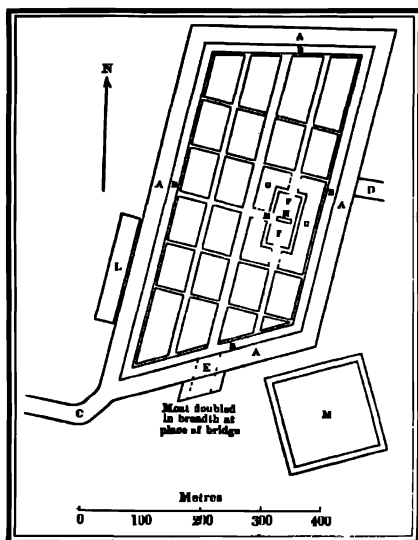 A
B
N
A B
G F B D
A
G
F
L
B A
E
Moat doubled
in breadth at
place of bridge
M
C
Metres
0 100 200 300 400